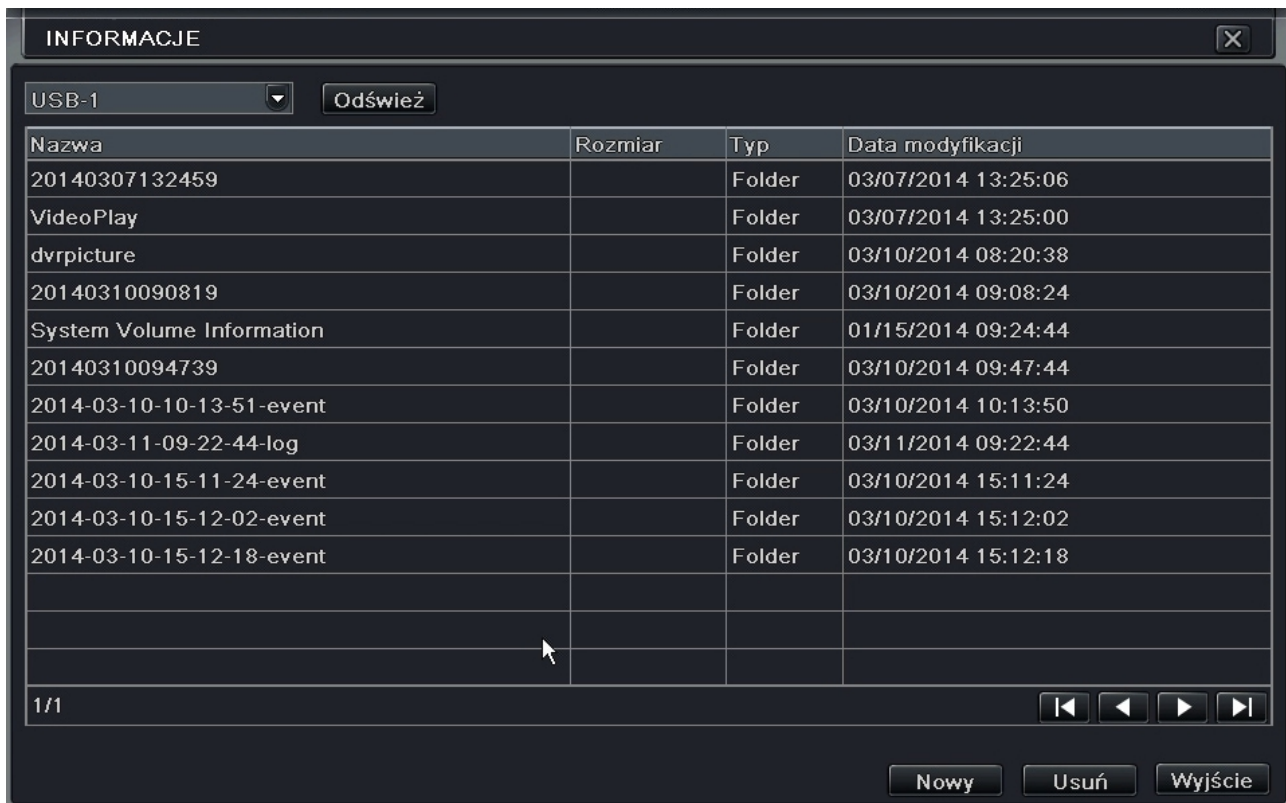 INFORMACJE
USB-1 Odśwież
Nazwa Rozmiar Typ Data modyfikacji
20140307132459 Folder 03/07/2014 13:25:06
VideoPlay Folder 03/07/2014 13:25:00
dvrpicture Folder 03/10/2014 08:20:38
20140310090819 Folder 03/10/2014 09:08:24
System Volume Information Folder 01/15/2014 09:24:44
20140310094739 Folder 03/10/2014 09:47:44
2014-03-10-10-13-51-event Folder 03/10/2014 10:13:50
2014-03-11-09-22-44-log Folder 03/11/2014 09:22:44
2014-03-10-15-11-24-event Folder 03/10/2014 15:11:24
2014-03-10-15-12-02-event Folder 03/10/2014 15:12:02
2014-03-10-15-12-18-event Folder 03/10/2014 15:12:18
1/1
Nowy Usuń Wyjście